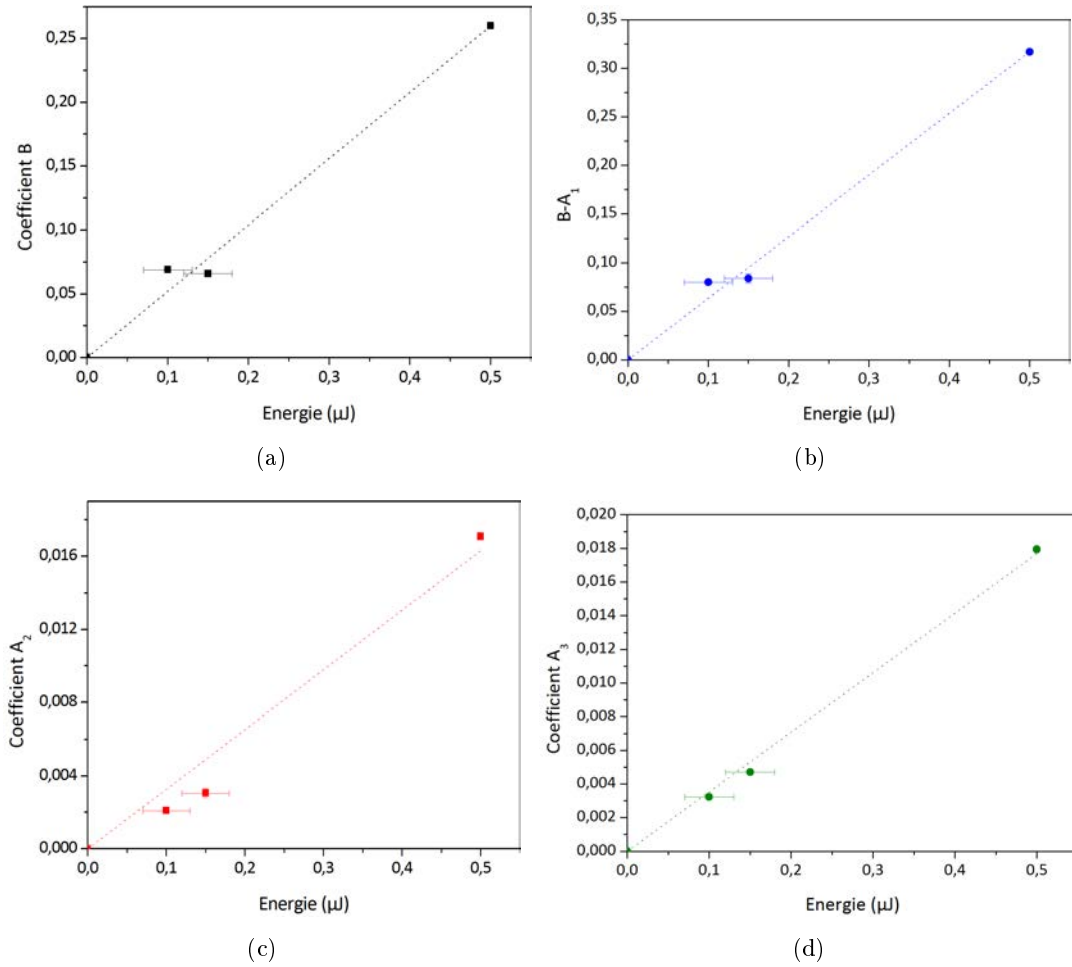 0,25
0,20
0,15
0,10
0,05
0,00
Coefficient B
0,0 0,1 0,2 0,3 0,4 0,5
Energie (µJ)
(a)
0,35
0,30
0,25
0,20
0,15
0,10
0,05
0,00
B-A₁
0,0 0,1 0,2 0,3 0,4 0,5
Energie (µJ)
(b)
0,016
0,012
0,008
0,004
0,000
Coefficient A₂
0,0 0,1 0,2 0,3 0,4 0,5
Energie (µJ)
(c)
0,020
0,018
0,016
0,014
0,012
0,010
0,008
0,006
0,004
0,002
0,000
Coefficient A₃
0,0 0,1 0,2 0,3 0,4 0,5
Energie (µJ)
(d)